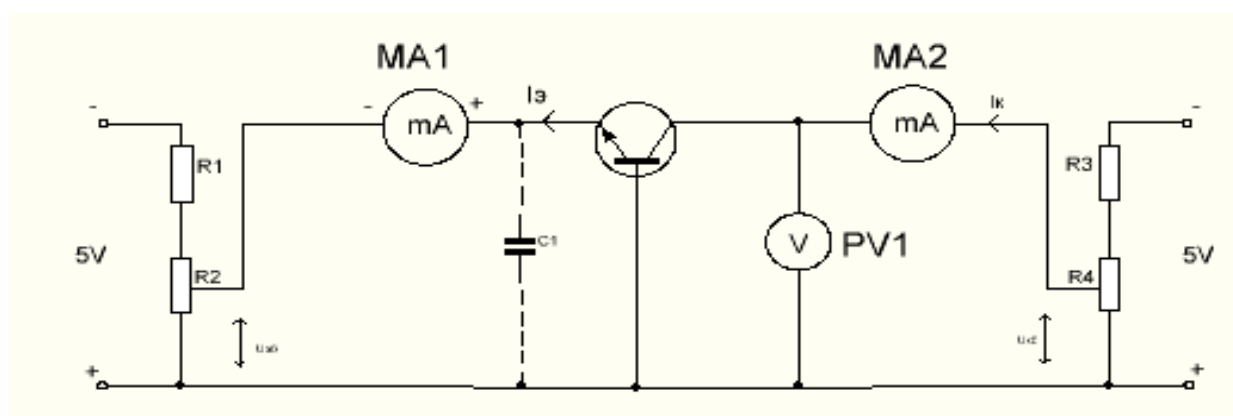 MA1
MA2
- mA +
Iэ
mA
Iк
-
-
R1
R3
5V
C1
V
PV1
5V
R2
R4
+
+